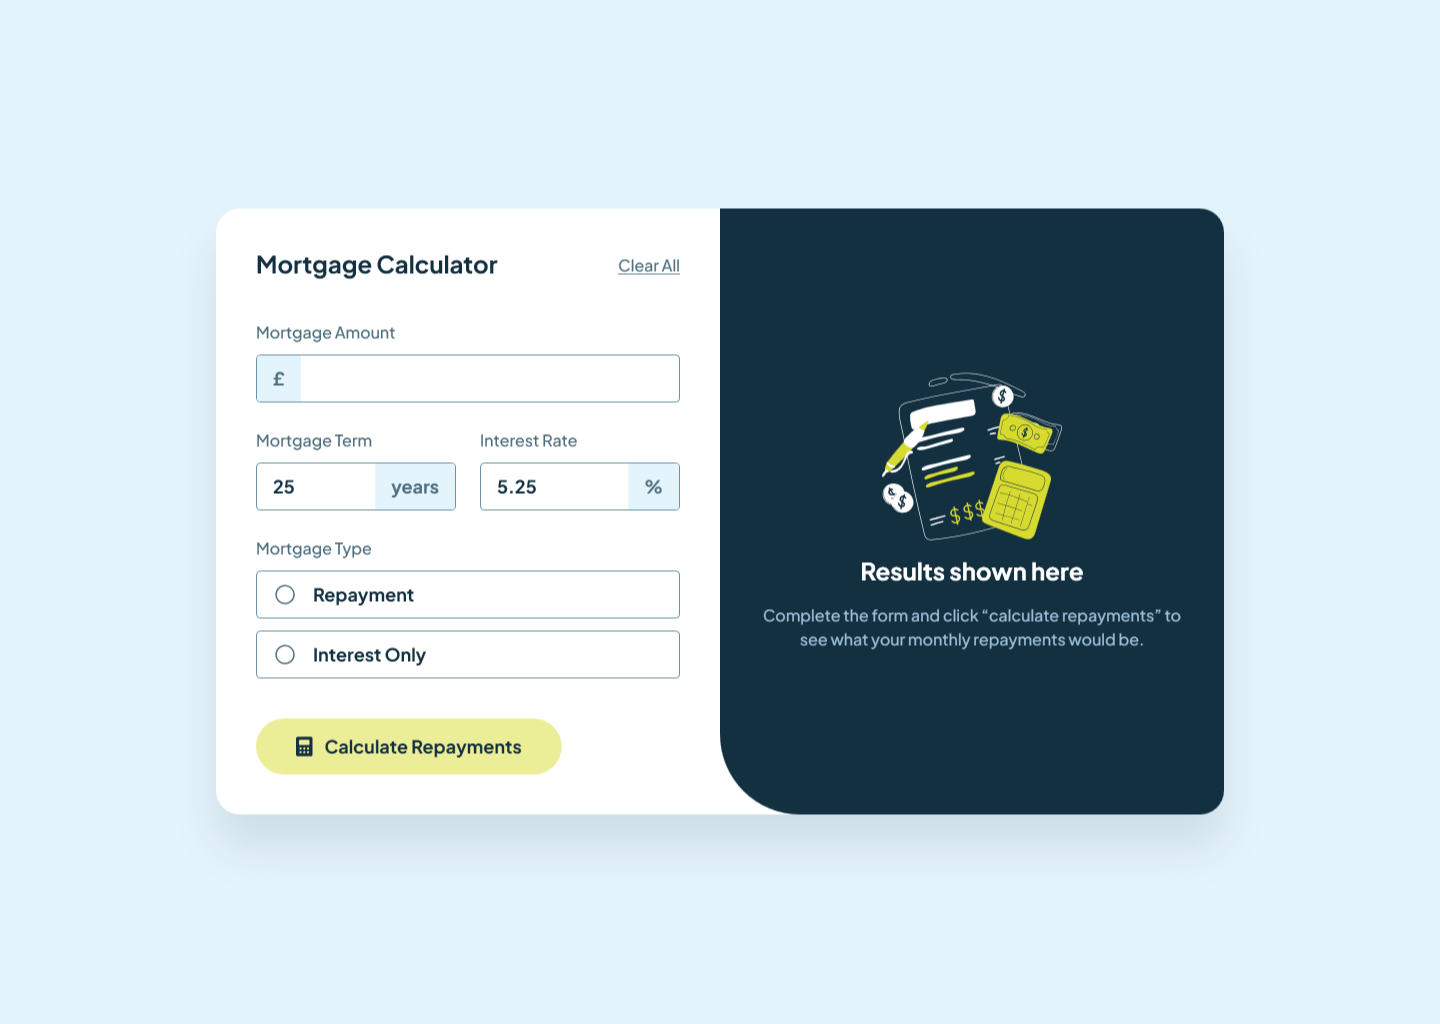 Mortgage Calculator
Clear All
Mortgage Amount
£
Mortgage Term
Interest Rate
25
years
5.25
%
Mortgage Type
Repayment
Interest Only
Calculate Repayments
$
$
$
$
$$$
Results shown here
Complete the form and click “calculate repayments” to
see what your monthly repayments would be.